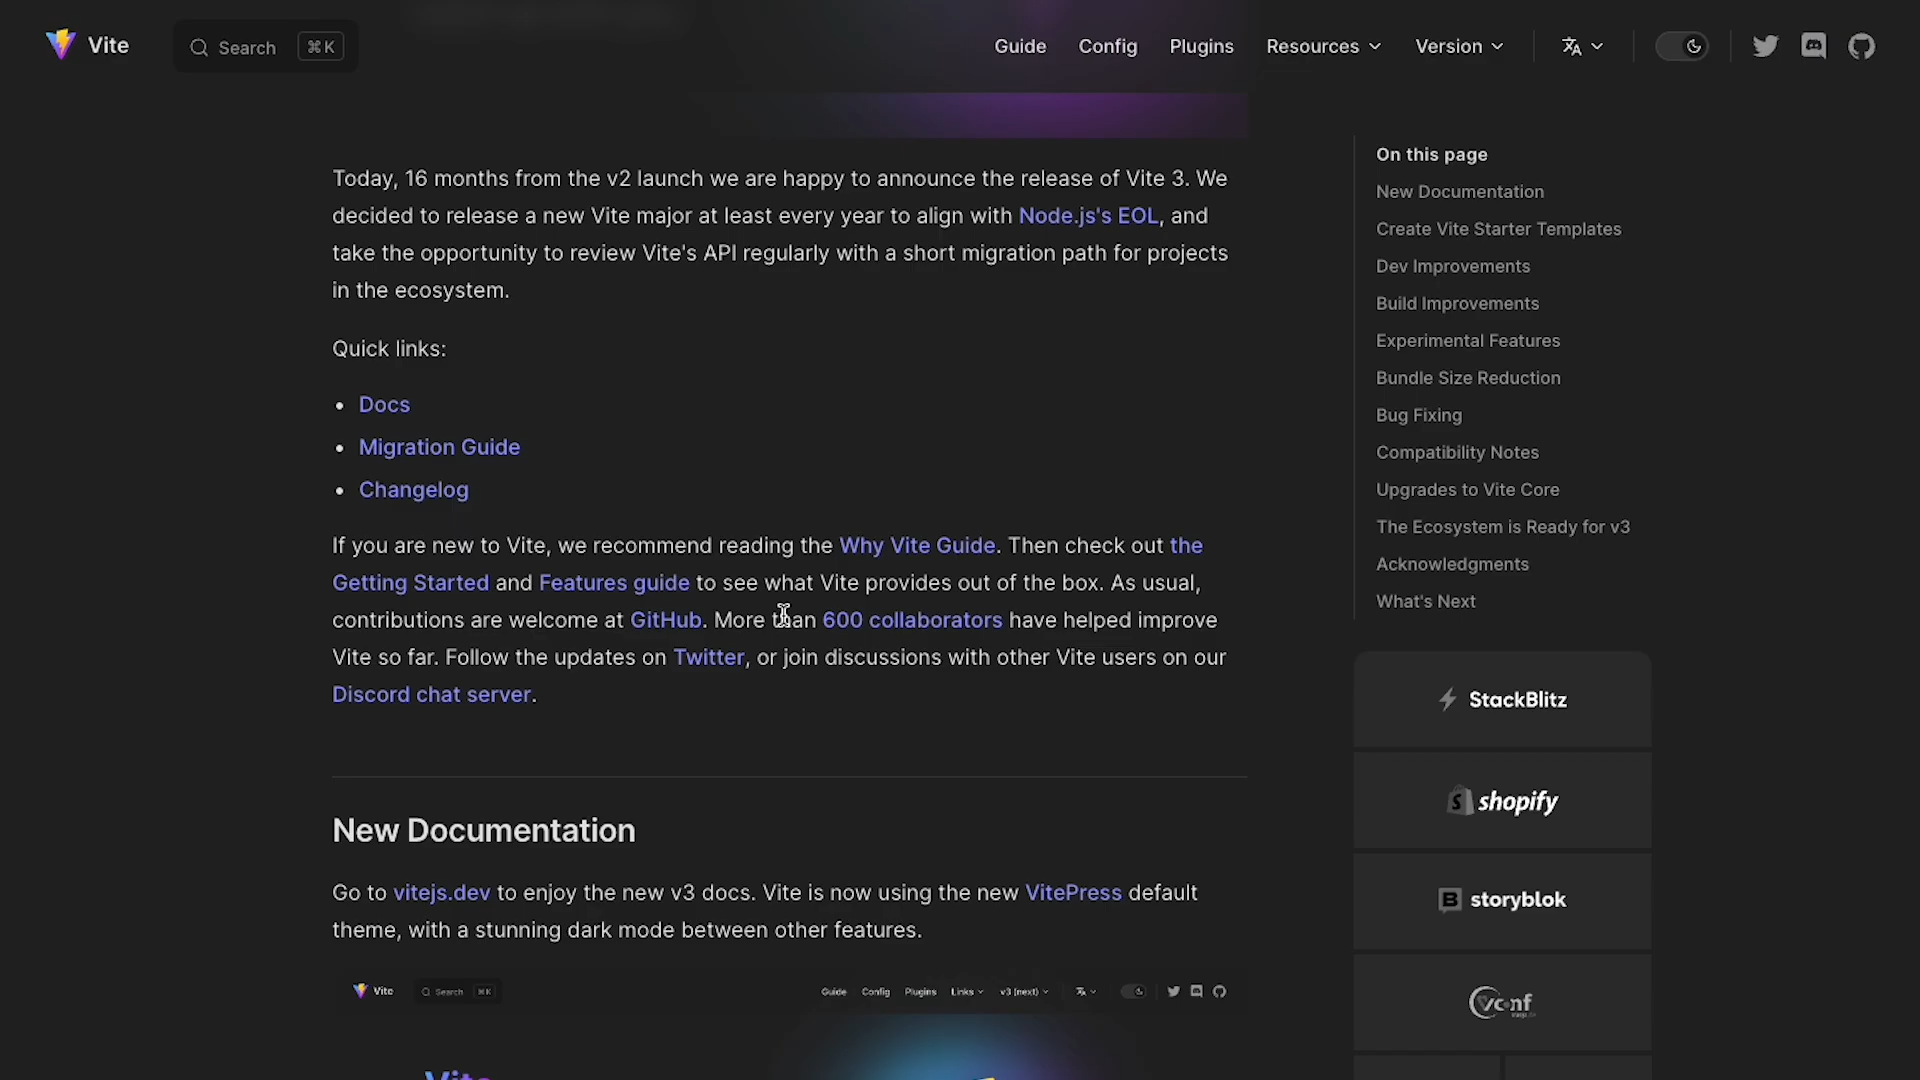 Vite
Search
⌘ K
Guide
Config
Plugins
Resources
Version
Today, 16 months from the v2 launch we are happy to announce the release of Vite 3. We
decided to release a new Vite major at least every year to align with Node.js's EOL, and
take the opportunity to review Vite's API regularly with a short migration path for projects
in the ecosystem.
Quick links:
• Docs
• Migration Guide
• Changelog
If you are new to Vite, we recommend reading the Why Vite Guide. Then check out the
Getting Started and Features guide to see what Vite provides out of the box. As usual,
contributions are welcome at GitHub. More than 600 collaborators have helped improve
Vite so far. Follow the updates on Twitter, or join discussions with other Vite users on our
Discord chat server.
New Documentation
Go to vitejs.dev to enjoy the new v3 docs. Vite is now using the new VitePress default
theme, with a stunning dark mode between other features.
Vite
Search
⌘K
Guide
Config
Plugins
Links
v3 (next)
Vite
On this page
New Documentation
Create Vite Starter Templates
Dev Improvements
Build Improvements
Experimental Features
Bundle Size Reduction
Bug Fixing
Compatibility Notes
Upgrades to Vite Core
The Ecosystem is Ready for v3
Acknowledgments
What's Next
StackBlitz
shopify
storyblok